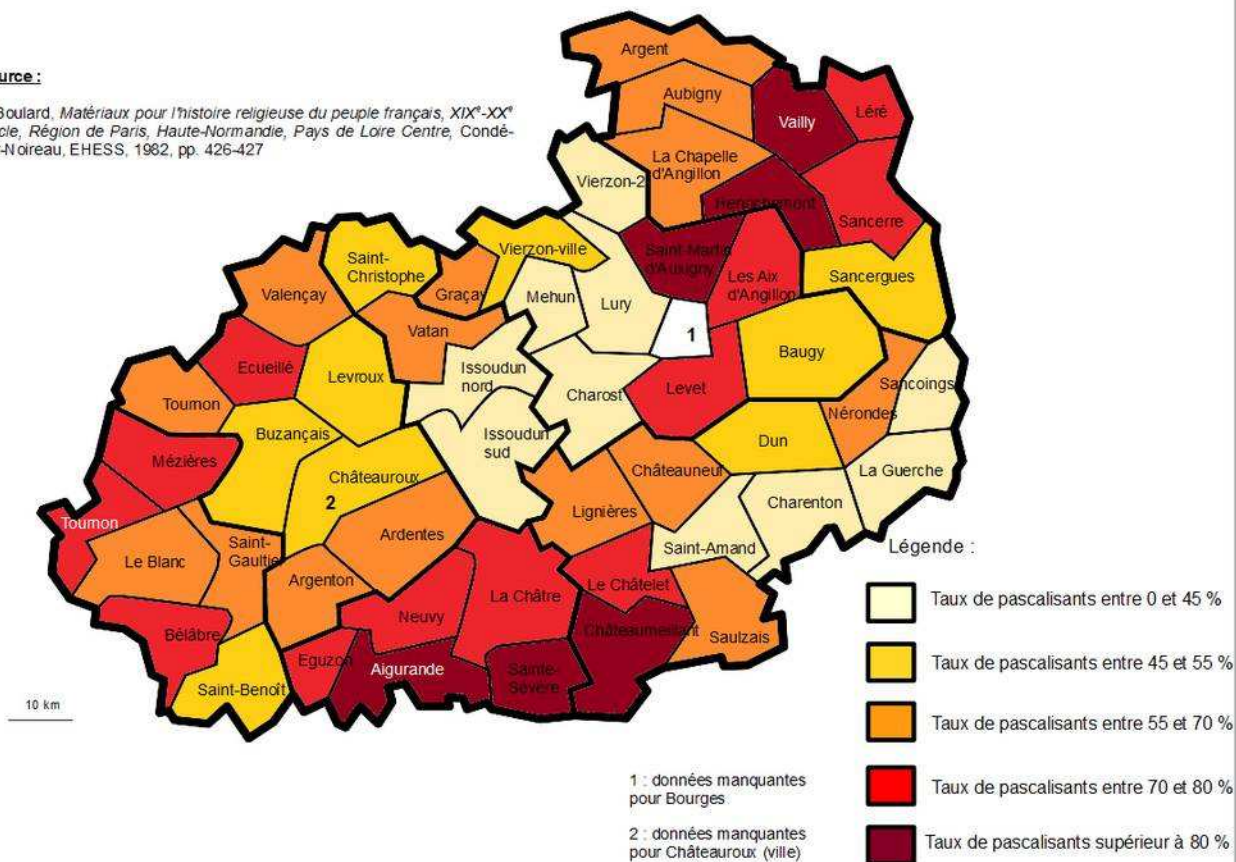 urce :
Boulard, Matériaux pour l'histoire religieuse du peuple français, XIXe-XXe
cle, Région de Paris, Haute-Normandie, Pays de Loire Centre, Condé-
-Noireau, EHESS, 1982, pp. 426-427
Argent
Aubigny
Vailly
Léré
La Chapelle
d'Angillon
Vierzon-2
Henrichemont
Sancerre
Saint-
Christophe
Vierzon-ville
Saint-Martin
d'Auxigny
Les Aix
d'Angillon
Sancergues
Valençay
Graçay
Mehun
Lury
Vatan
1
Baugy
Ecueillé
Levroux
Issoudun
nord
Charost
Levet
Sancoings
Tournon
Nérondes
Buzançais
Issoudun
sud
Dun
Mézières
Châteauroux
2
Châteauneuf
La Guerche
Charenton
Tournon
Lignières
Ardentes
Saint-
Gaultier
Le Blanc
Saint-Amand
Argenton
Le Châtelet
La Châtre
Neuvy
Bélâbre
Châteaumeillant
Saulzais
Eguzon
Aigurande
Sainte-
Sévère
Saint-Benoît
10 km
Légende :
Taux de pascalisants entre 0 et 45 %
Taux de pascalisants entre 45 et 55 %
Taux de pascalisants entre 55 et 70 %
Taux de pascalisants entre 70 et 80 %
Taux de pascalisants supérieur à 80 %
1 : données manquantes
pour Bourges
2 : données manquantes
pour Châteauroux (ville)